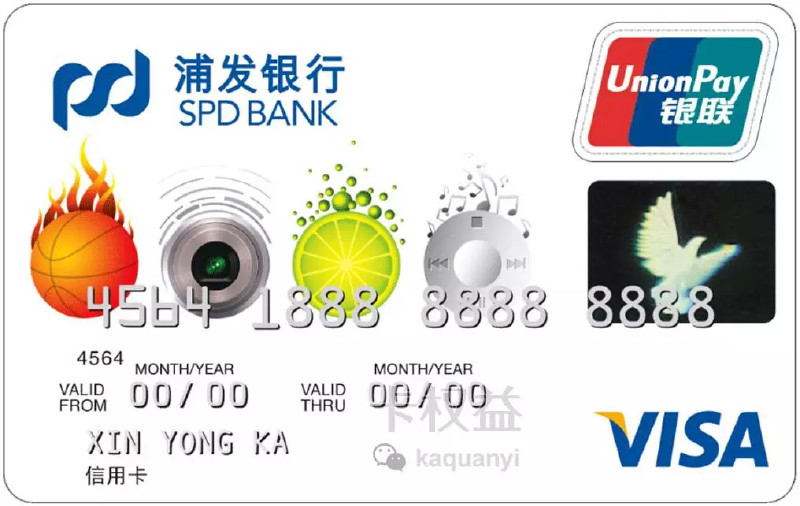 浦发银行
SPD BANK
UnionPay
银联
4564 1888 8888 8888
4564
MONTH/YEAR
MONTH/YEAR
VALID FROM 00/00
VALID THRU 00/00
XIN YONG KA
信用卡
VISA
卡权益
kaquanyi